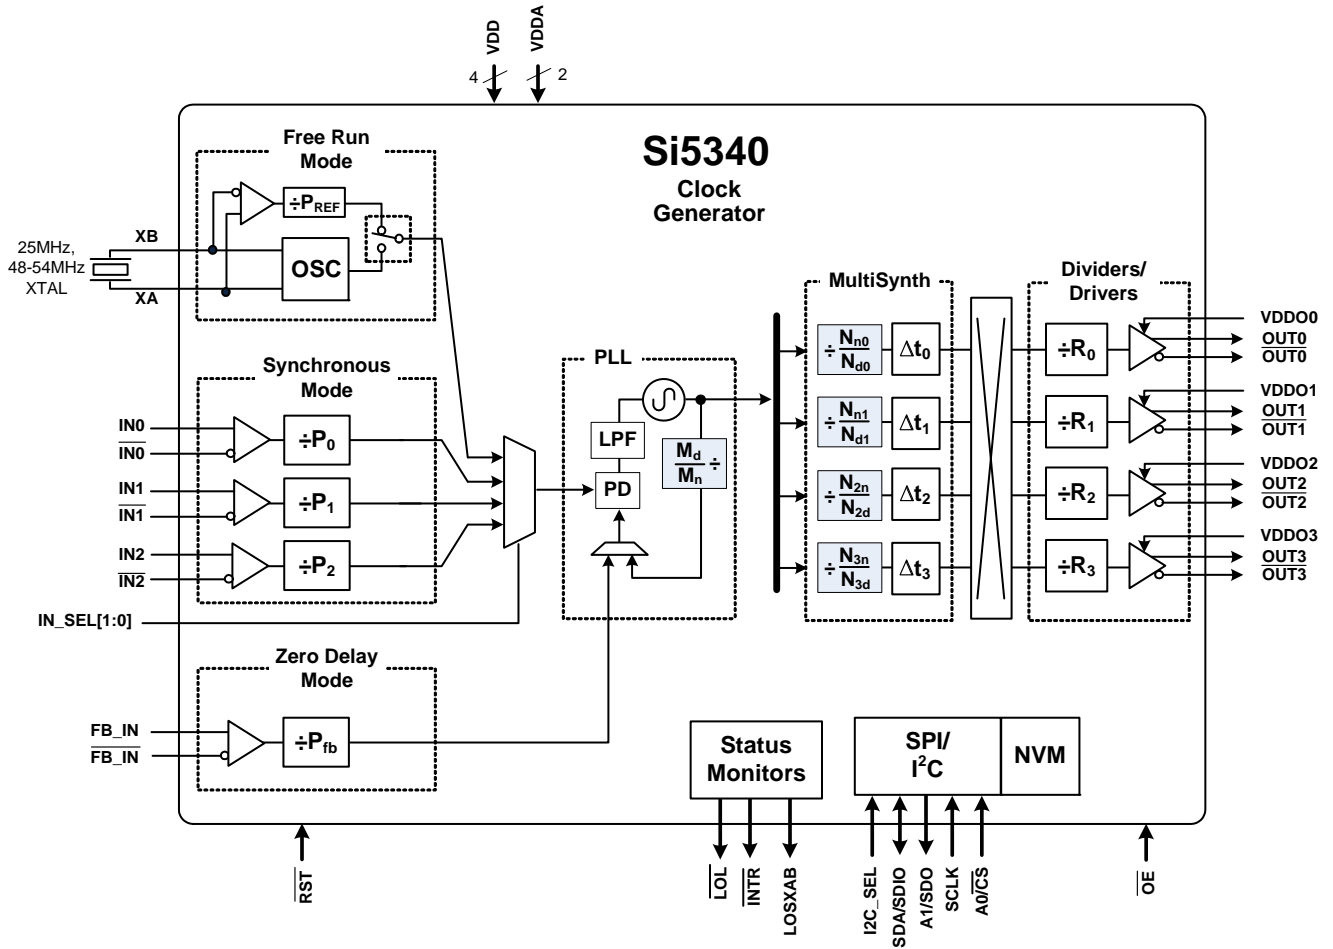 VDD
VDDA
4
2
Si5340
Clock
Generator
Free Run
Mode
÷P_REF
OSC
XB
25MHz,
48-54MHz
XTAL
XA
Synchronous
Mode
IN0
IN0
÷P0
IN1
IN1
÷P1
IN2
IN2
÷P2
IN_SEL[1:0]
Zero Delay
Mode
FB_IN
FB_IN
÷Pfb
PLL
LPF
PD
Md
Mn
÷
MultiSynth
÷ Nn0
Nd0
Δt0
÷ Nn1
Nd1
Δt1
÷ N2n
N2d
Δt2
÷ N3n
N3d
Δt3
Dividers/
Drivers
÷R0
÷R1
÷R2
÷R3
VDDO0
OUT0
OUT0
VDDO1
OUT1
OUT1
VDDO2
OUT2
OUT2
VDDO3
OUT3
OUT3
Status
Monitors
SPI/
I²C
NVM
RST
LOL
INTR
LOSXAB
I2C_SEL
SDA/SDIO
A1/SDO
SCLK
A0/CS
OE